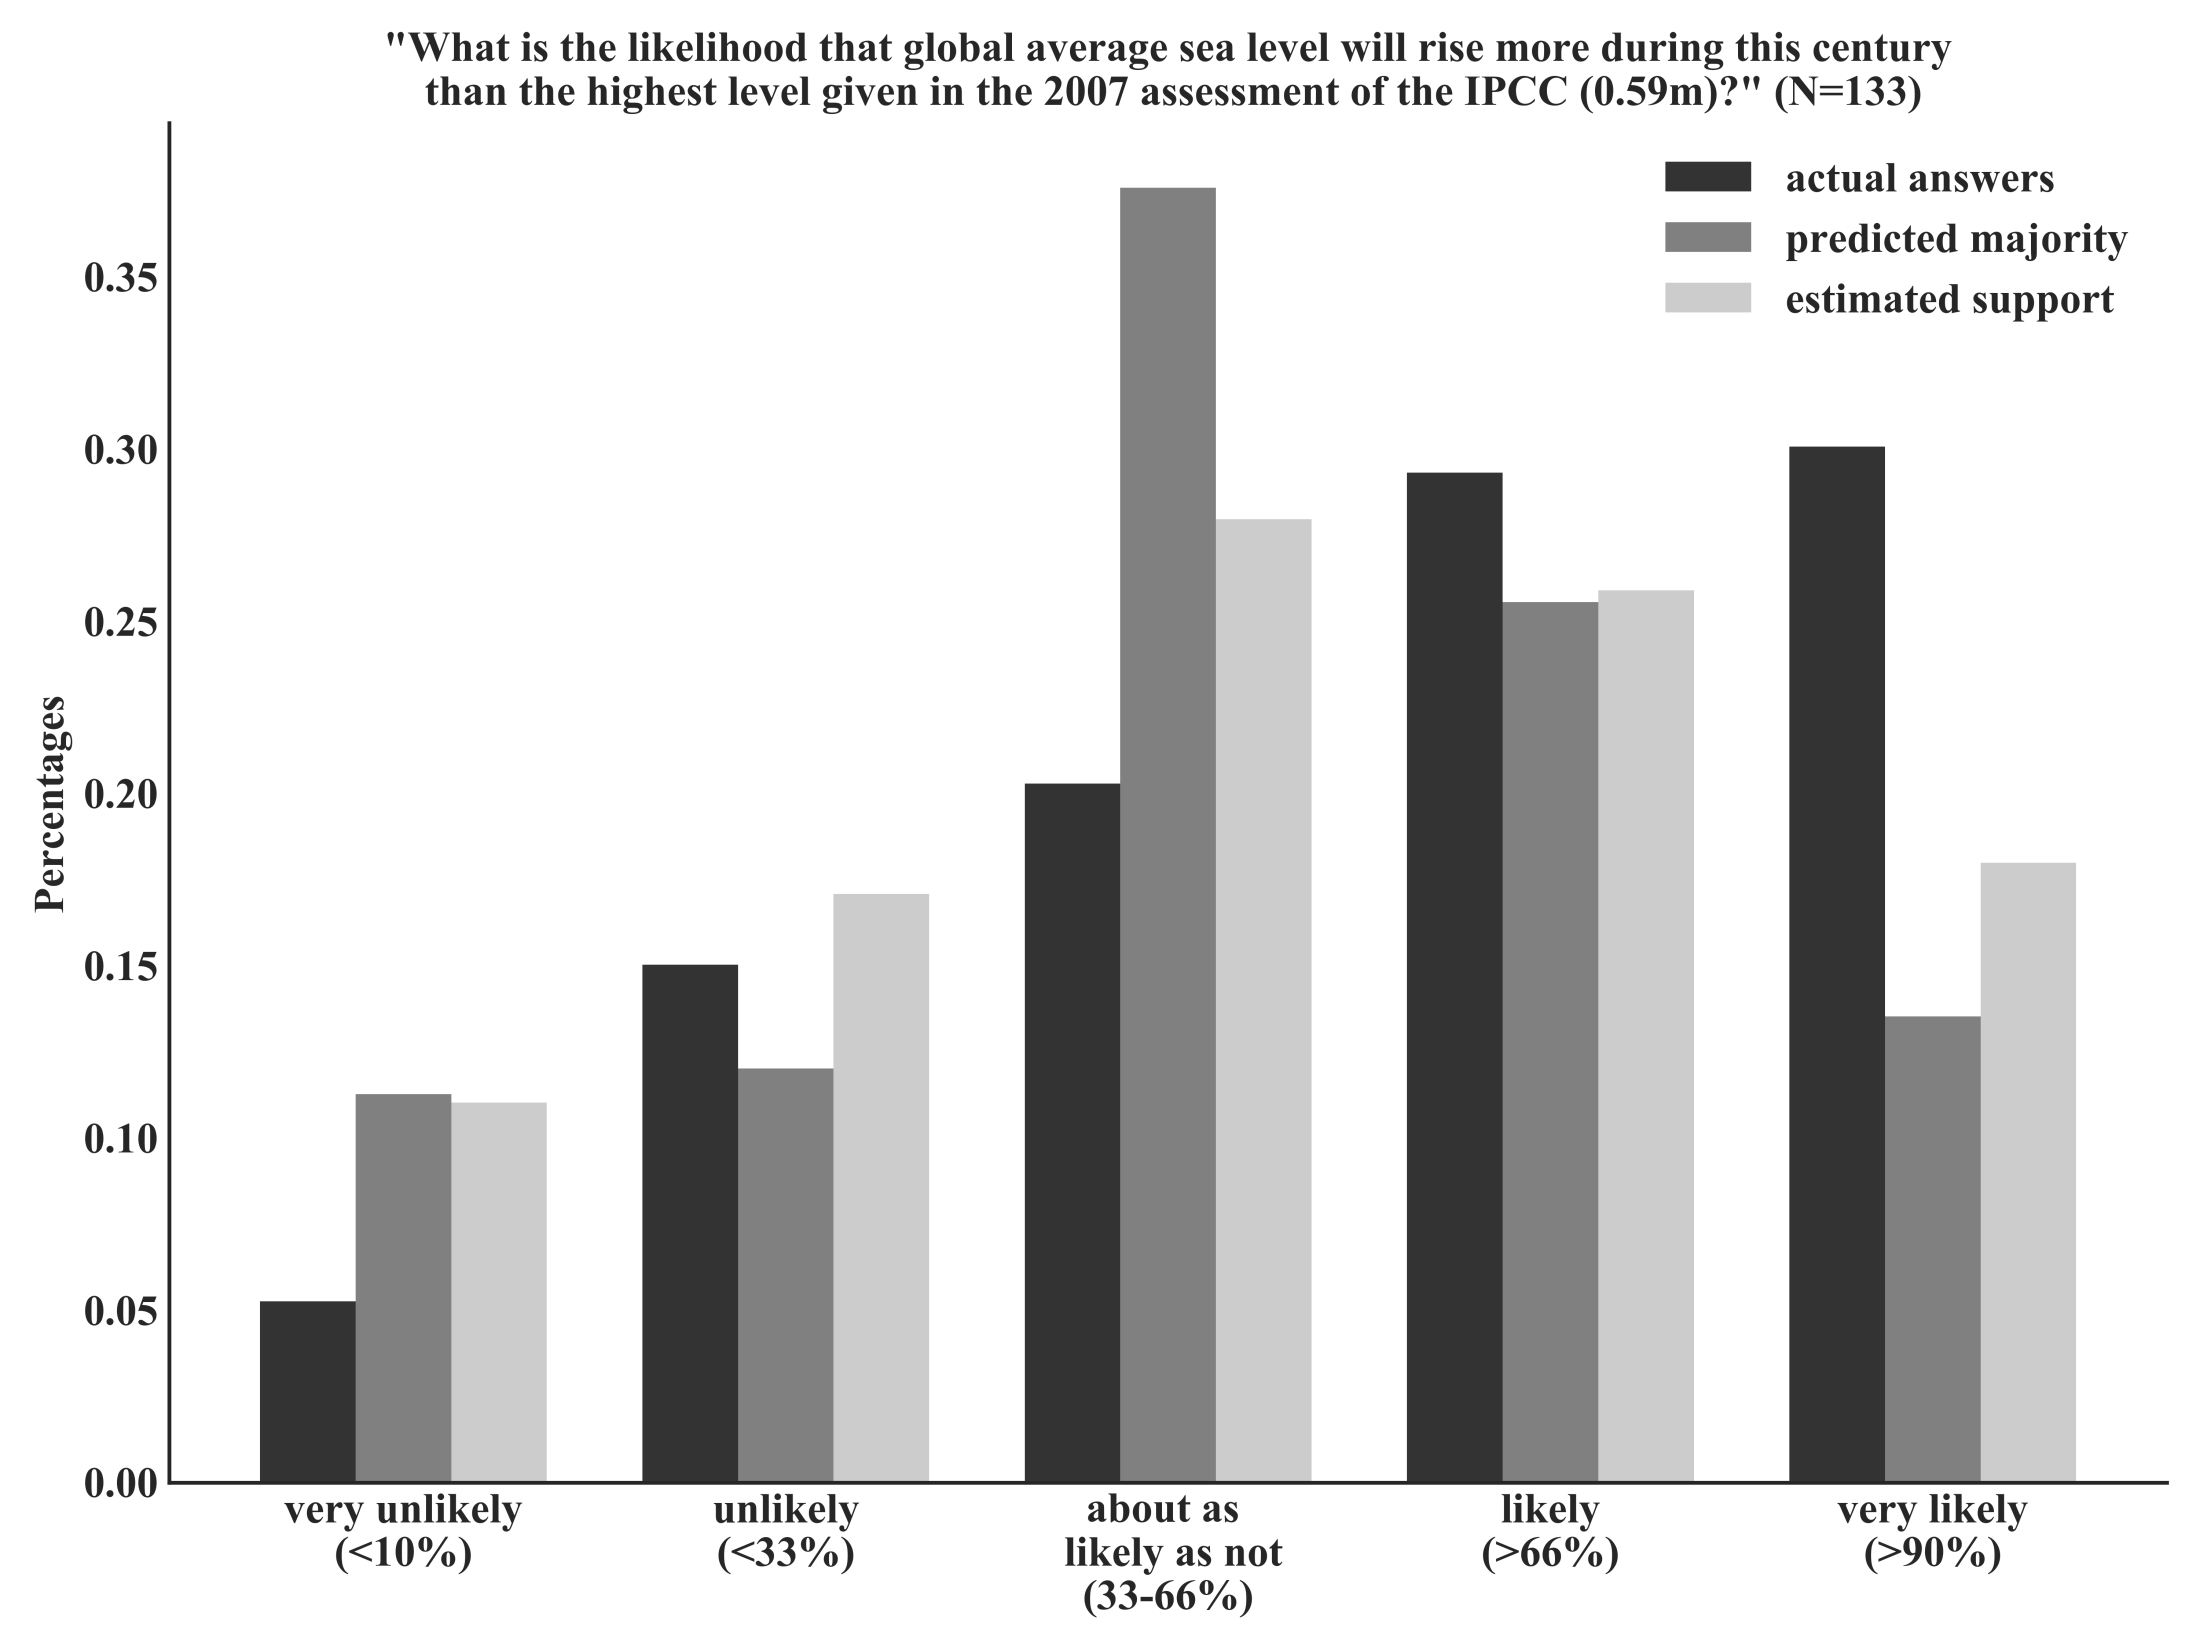 "What is the likelihood that global average sea level will rise more during this century
than the highest level given in the 2007 assessment of the IPCC (0.59m)?" (N=133)
actual answers
predicted majority
estimated support
Percentages
0.35
0.30
0.25
0.20
0.15
0.10
0.05
0.00
very unlikely
(<10%)
unlikely
(<33%)
about as
likely as not
(33-66%)
likely
(>66%)
very likely
(>90%)